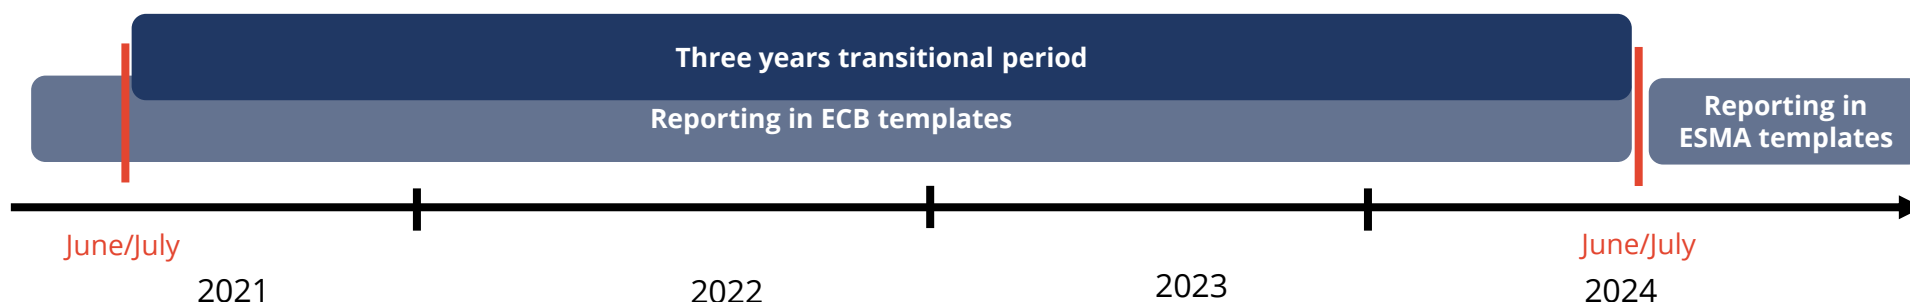 Three years transitional period
Reporting in ECB templates
Reporting in
ESMA templates
June/July
June/July
2021
2022
2023
2024